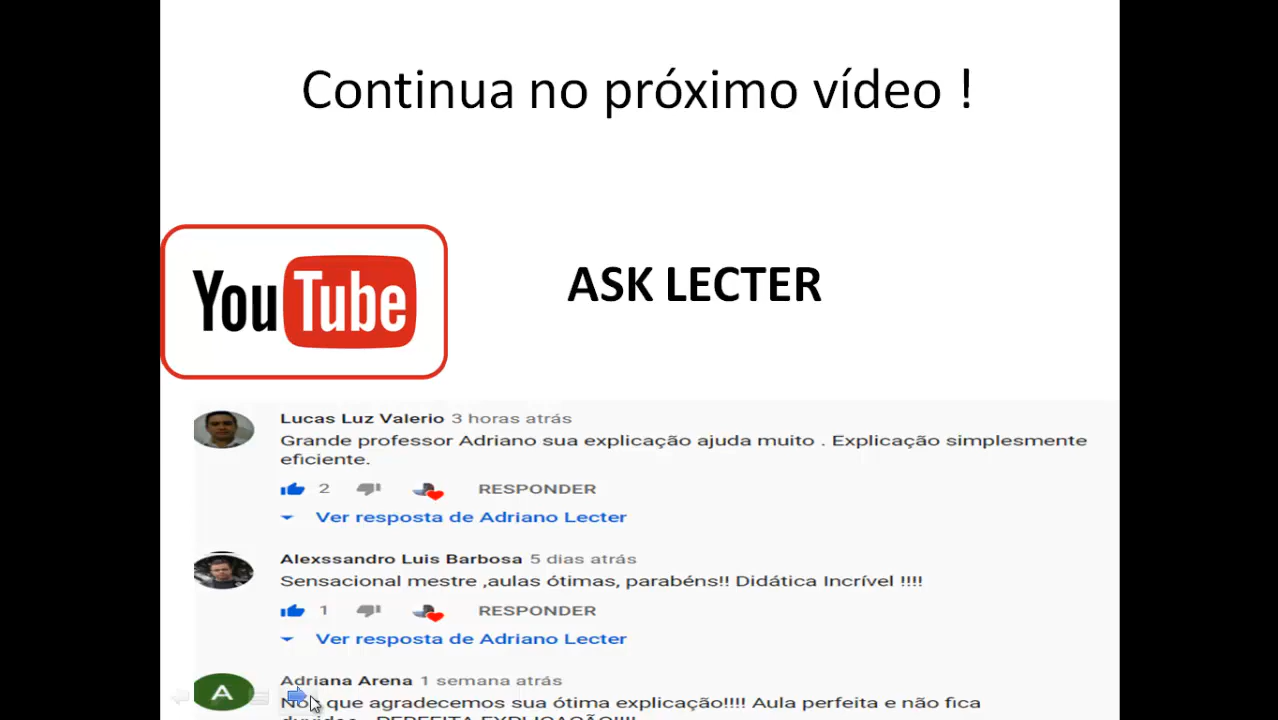 Continua no próximo vídeo !
YouTube
ASK LECTER
Lucas Luz Valerio 3 horas atrás
Grande professor Adriano sua explicação ajuda muito . Explicação simplesmente
eficiente.
2 RESPONDER
Ver resposta de Adriano Lecter
Alexssandro Luis Barbosa 5 dias atrás
Sensacional mestre ,aulas ótimas, parabéns!! Didática Incrível !!!!
1 RESPONDER
Ver resposta de Adriano Lecter
A
Adriana Arena 1 semana atrás
que agradecemos sua ótima explicação!!!! Aula perfeita e não fica
PERFEITA EXPLICAÇÃO!!!!